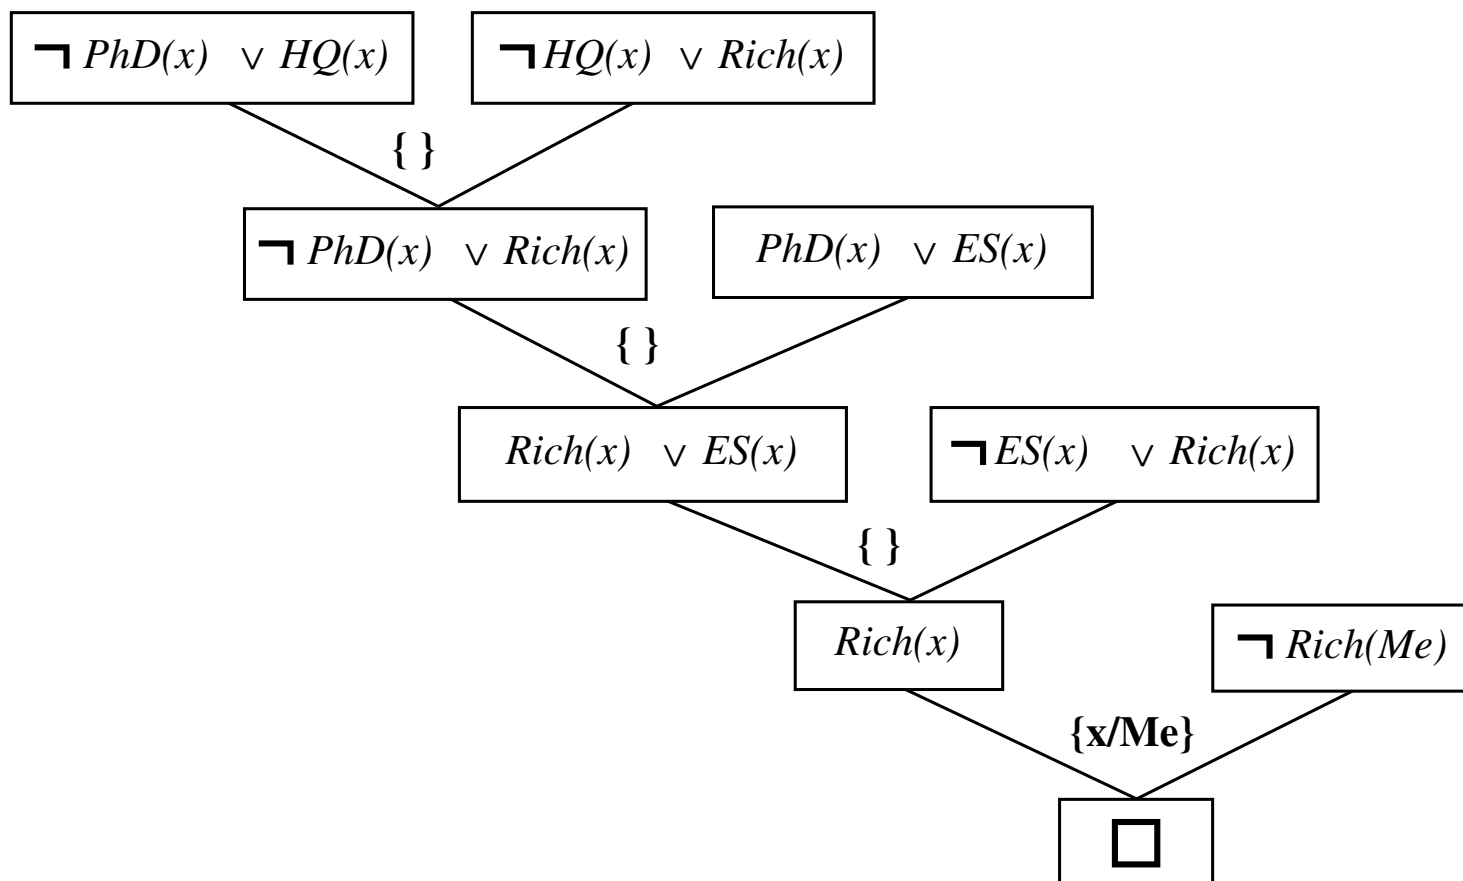 ¬ PhD(x) ∨ HQ(x)
¬ HQ(x) ∨ Rich(x)
{ }
¬ PhD(x) ∨ Rich(x)
PhD(x) ∨ ES(x)
{ }
Rich(x) ∨ ES(x)
¬ ES(x) ∨ Rich(x)
{ }
Rich(x)
¬ Rich(Me)
{x/Me}
□